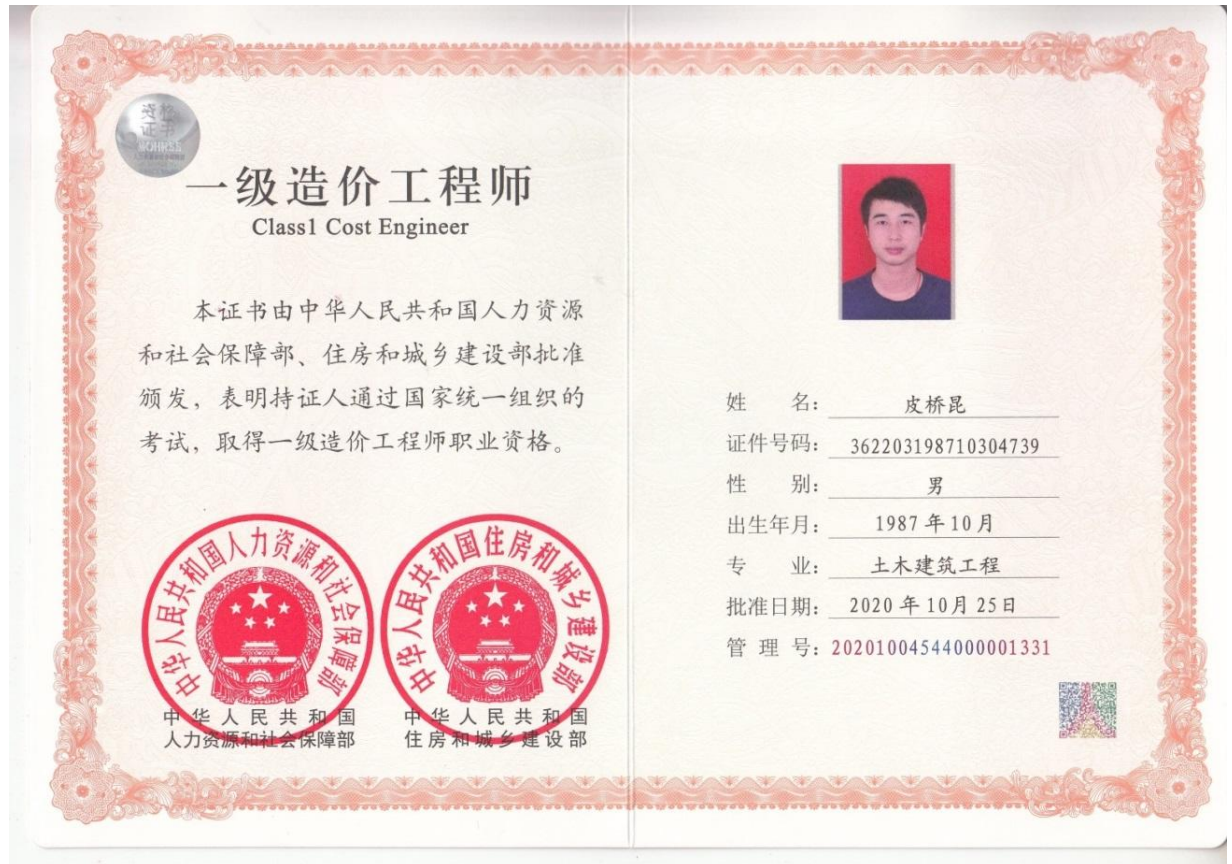 资格
证书
MOHRSS
一级造价工程师
Class1 Cost Engineer
本证书由中华人民共和国人力资源
和社会保障部、住房和城乡建设部批准
颁发，表明持证人通过国家统一组织的
考试，取得一级造价工程师职业资格。
中华人民共和国人力资源和社会保障部
中华人民共和国住房和城乡建设部
中华人民共和国
人力资源和社会保障部
中华人民共和国
住房和城乡建设部
姓 名：皮桥昆
证件号码：362203198710304739
性 别：男
出生年月：1987年10月
专 业：土木建筑工程
批准日期：2020年10月25日
管 理 号：20201004544000001331